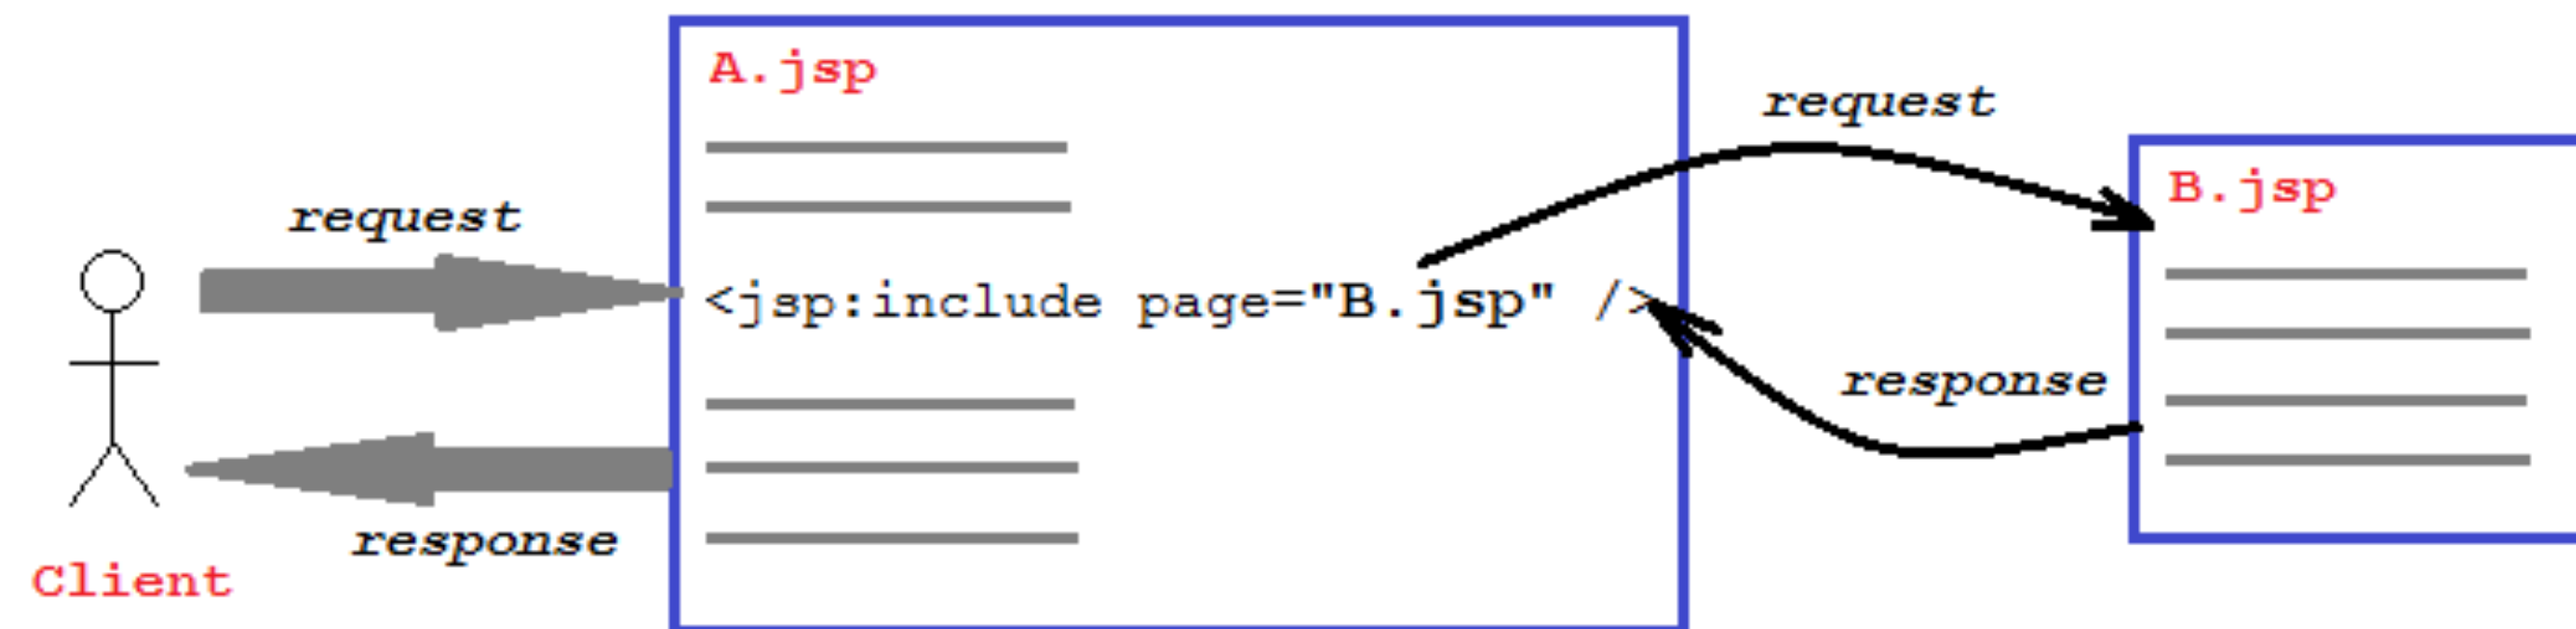 A.jsp
request
B.jsp
request
<jsp:include page="B.jsp" />
response
response
Client